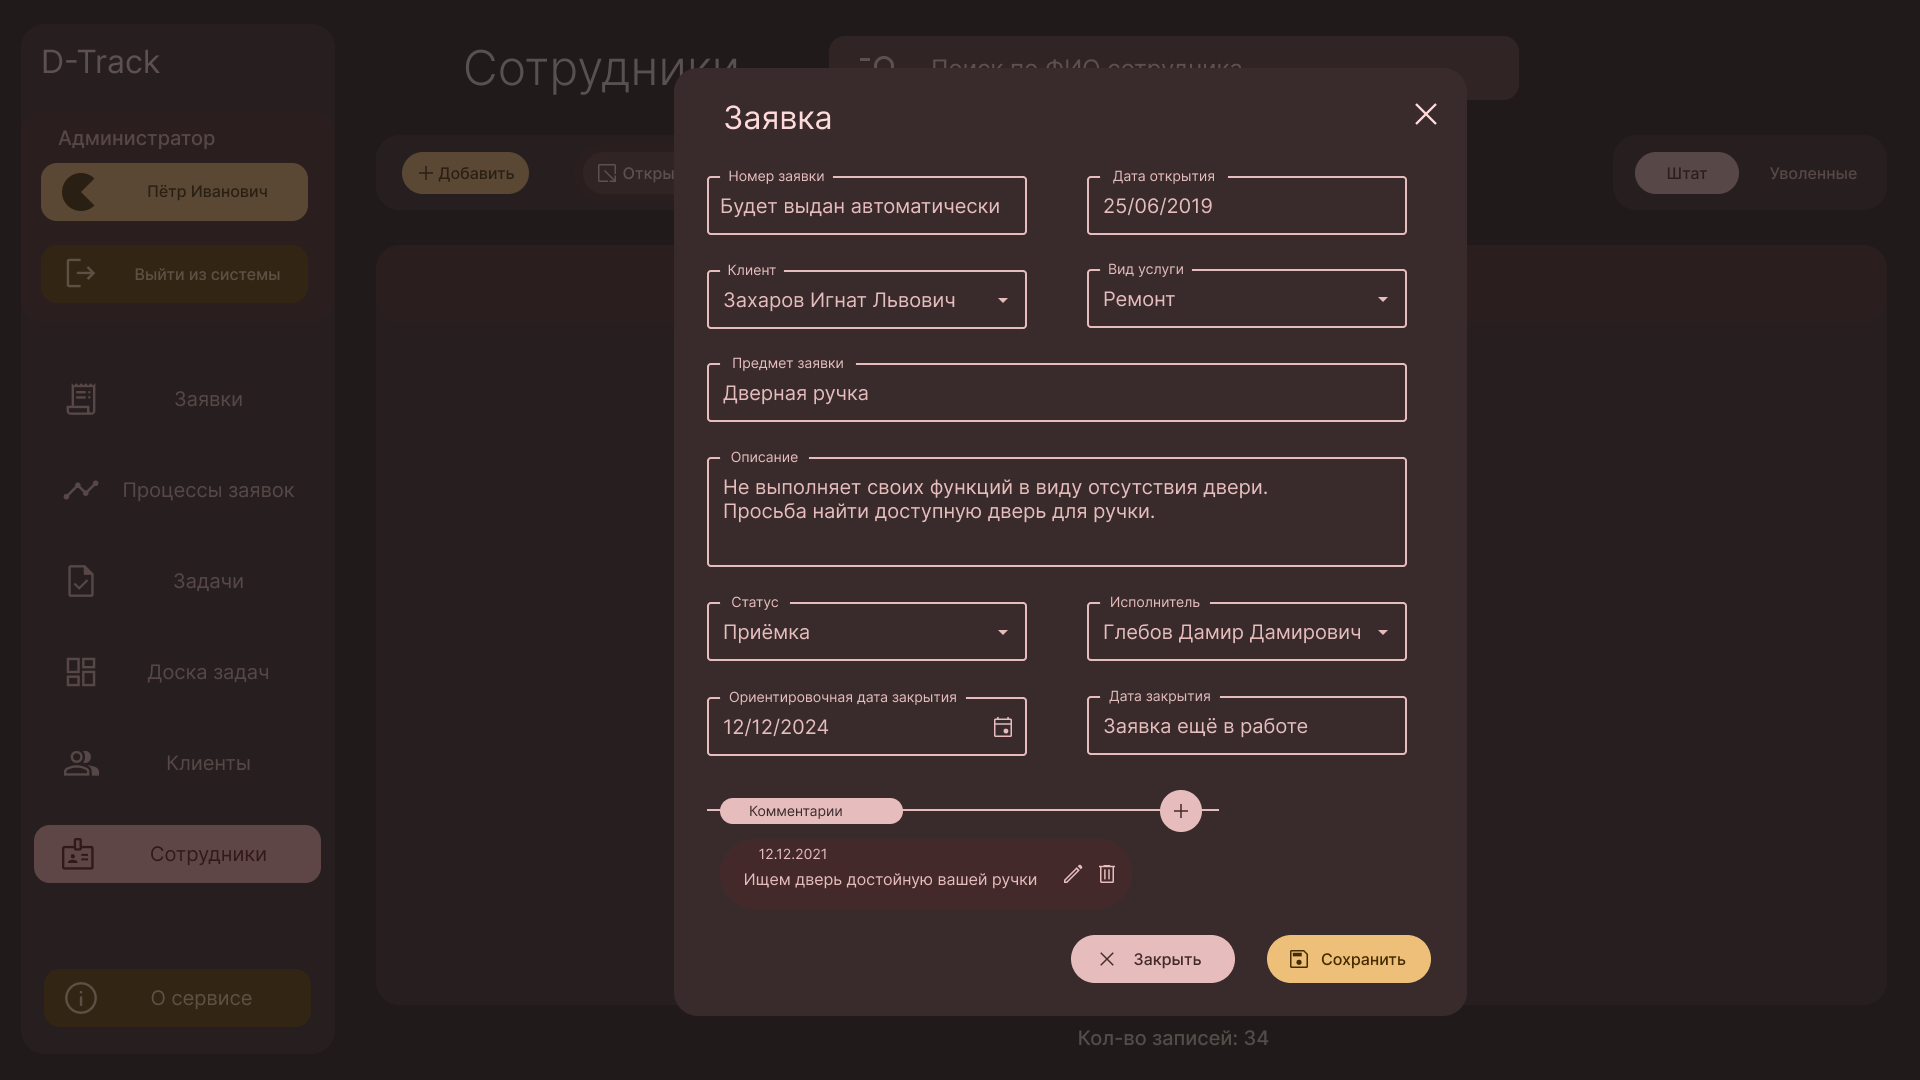 D-Track
Администратор
Пётр Иванович
Выйти из системы
Заявки
Процессы заявок
Задачи
Доска задач
Клиенты
Сотрудники
О сервисе
Сотрудники
Поиск по ФИО сотрудника
Добавить
Откры
Штат
Уволенные
Заявка
Номер заявки
Будет выдан автоматически
Дата открытия
25/06/2019
Клиент
Захаров Игнат Львович
Вид услуги
Ремонт
Предмет заявки
Дверная ручка
Описание
Не выполняет своих функций в виду отсутствия двери.
Просьба найти доступную дверь для ручки.
Статус
Приёмка
Исполнитель
Глебов Дамир Дамирович
Ориентировочная дата закрытия
12/12/2024
Дата закрытия
Заявка ещё в работе
Комментарии
12.12.2021
Ищем дверь достойную вашей ручки
Закрыть
Сохранить
Кол-во записей: 34